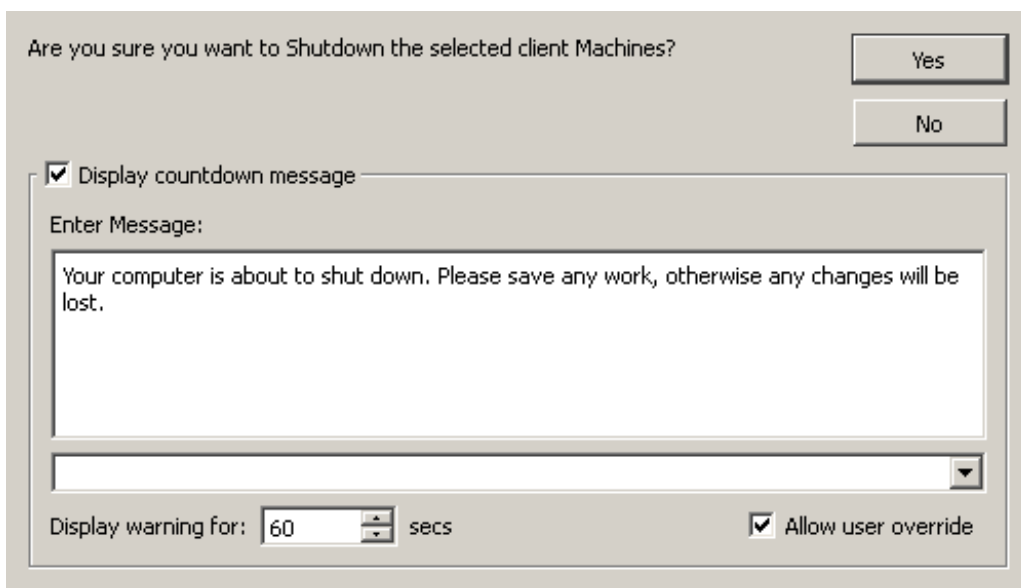 Are you sure you want to Shutdown the selected client Machines?
Yes
No
Display countdown message
Enter Message:
Your computer is about to shut down. Please save any work, otherwise any changes will be
lost.
Display warning for: 60 secs
Allow user override